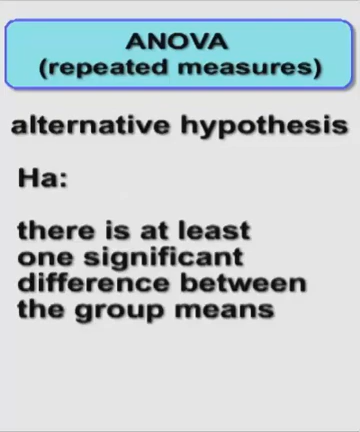 ANOVA
(repeated measures)
alternative hypothesis
Ha:
there is at least
one significant
difference between
the group means